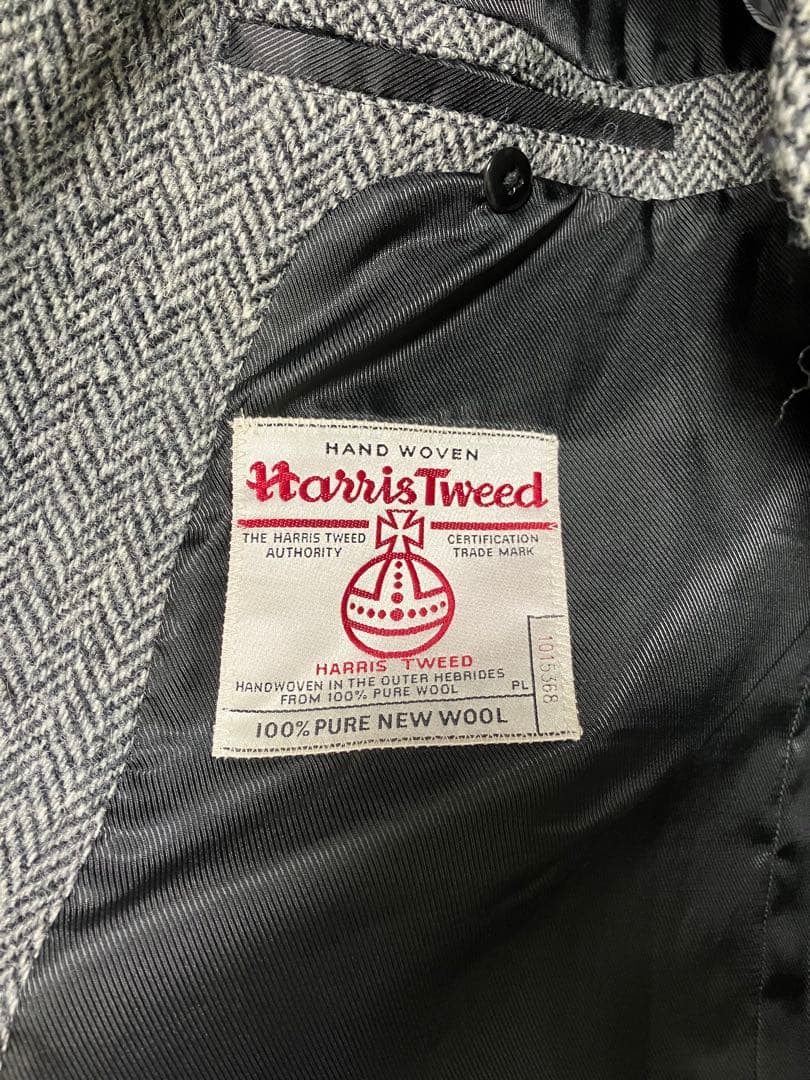 HAND WOVEN
Harris Tweed
THE HARRIS TWEED AUTHORITY
CERTIFICATION TRADE MARK
HARRIS TWEED
HANDWOVEN IN THE OUTER HEBRIDES
FROM 100% PURE WOOL
PL
1015368
100% PURE NEW WOOL